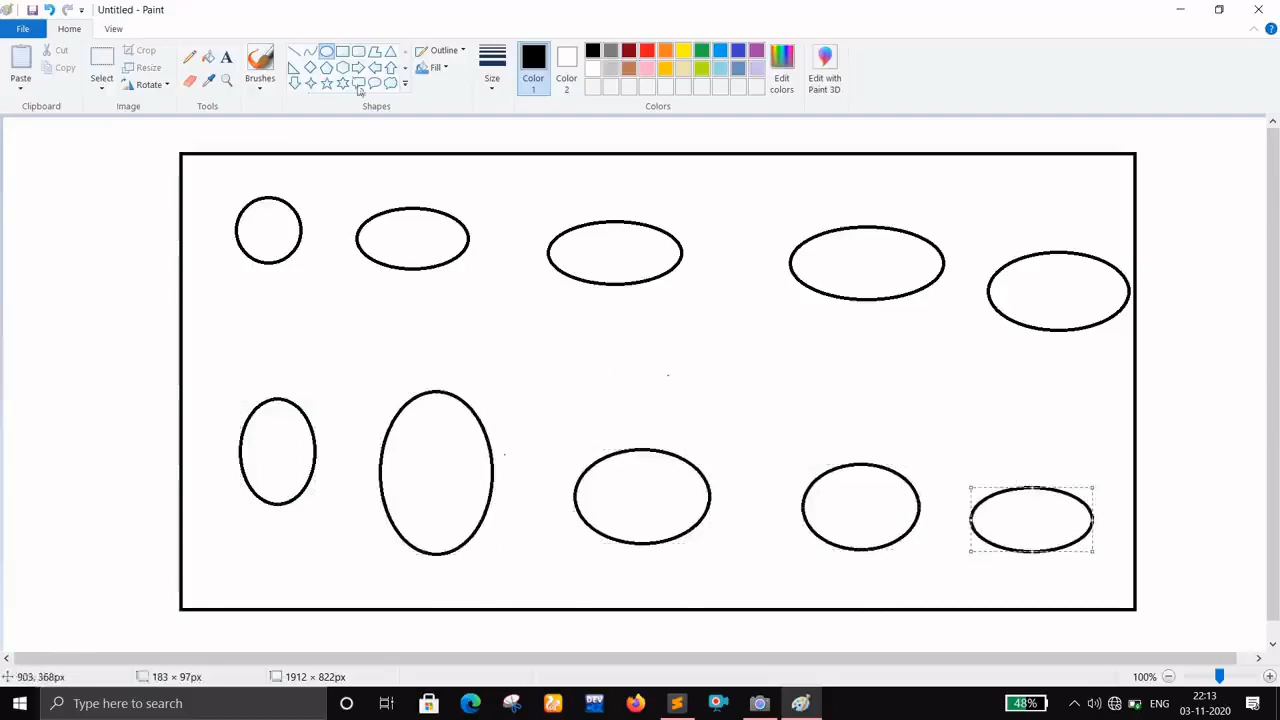 Untitled - Paint
File
Home
View
Paste
Cut
Copy
Clipboard
Select
Crop
Resize
Rotate
Image
A
Tools
Brushes
Shapes
Outline
Fill
Size
Color 1
Color 2
Colors
Edit colors
Edit with Paint 3D
903, 368px
183 × 97px
1912 × 822px
100%
Type here to search
DEV
48%
ENG
22:13
03-11-2020